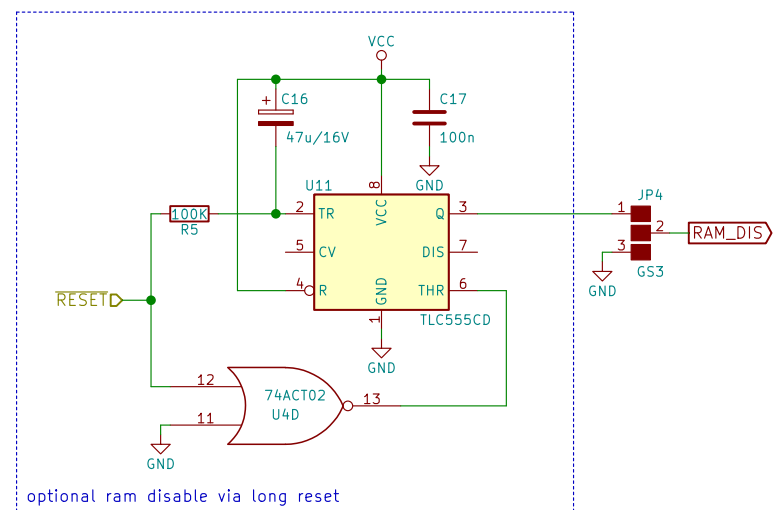 VCC
+ C16
47u/16V
C17
100n
GND
U11
8
100K
R5
2 TR
VCC
Q 3
5 CV
DIS 7
4 R
GND
THR 6
1
TLC555CD
GND
RESET
12
11
74ACT02
U4D
13
GND
JP4
1
2
3
GS3
GND
RAM_DIS
optional ram disable via long reset